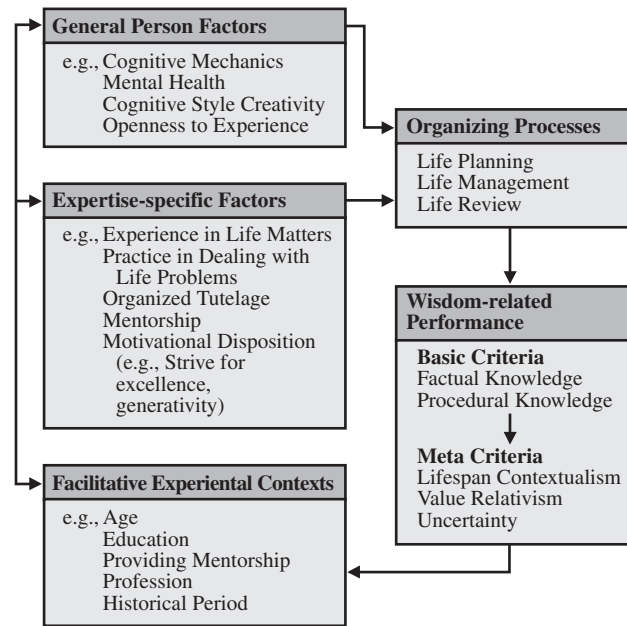 General Person Factors
e.g., Cognitive Mechanics
Mental Health
Cognitive Style Creativity
Openness to Experience
Expertise-specific Factors
e.g., Experience in Life Matters
Practice in Dealing with
Life Problems
Organized Tutelage
Mentorship
Motivational Disposition
(e.g., Strive for
excellence,
generativity)
Facilitative Experiental Contexts
e.g., Age
Education
Providing Mentorship
Profession
Historical Period
Organizing Processes
Life Planning
Life Management
Life Review
Wisdom-related
Performance
Basic Criteria
Factual Knowledge
Procedural Knowledge
Meta Criteria
Lifespan Contextualism
Value Relativism
Uncertainty